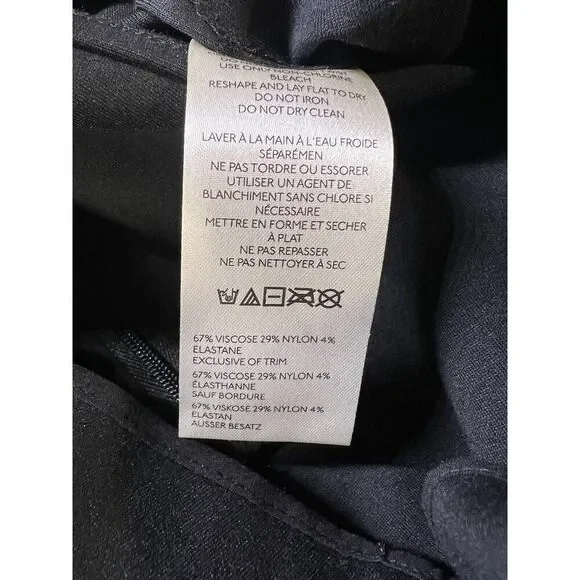 USE ONLY NON-CHLORINE
BLEACH
RESHAPE AND LAY FLAT TO DRY
DO NOT IRON
DO NOT DRY CLEAN
LAVER À LA MAIN À L'EAU FROIDE
SÉPARÉMEN
NE PAS TORDRE OU ESSORER
UTILISER UN AGENT DE
BLANCHIMENT SANS CHLORE SI
NÉCESSAIRE
METTRE EN FORME ET SECHER
À PLAT
NE PAS REPASSER
NE PAS NETTOYER À SEC
67% VISCOSE 29% NYLON 4%
ELASTANE
EXCLUSIVE OF TRIM
67% VISCOSE 29% NYLON 4%
ÉLASTHANNE
SAUF BORDURE
67% VISKOSE 29% NYLON 4%
ELASTAN
AUSSER BESATZ